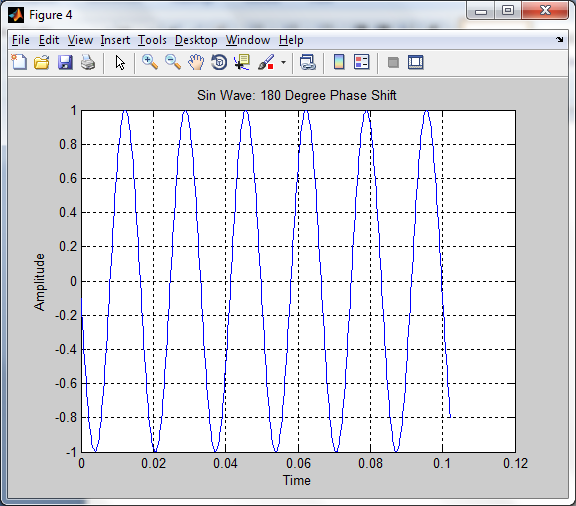 Figure 4
File Edit View Insert Tools Desktop Window Help
Sin Wave: 180 Degree Phase Shift
1
0.8
0.6
0.4
0.2
0
-0.2
-0.4
-0.6
-0.8
-1
Amplitude
0 0.02 0.04 0.06 0.08 0.1 0.12
Time